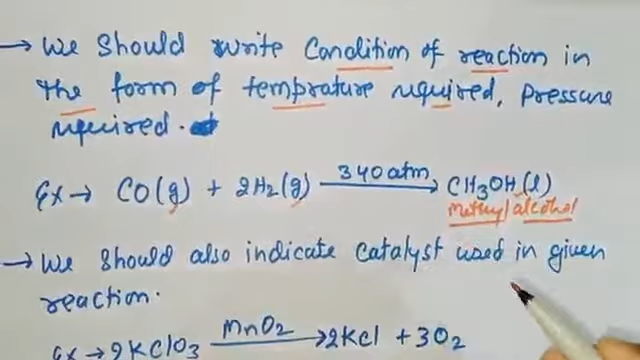 → We should write condition of reaction in
the form of temprature required, pressure
required.
Ex → CO(g) + 2H₂(g) 340 atm → CH₃OH(l)
Methyl alcohol
→ We should also indicate catalyst used in given
reaction.
Ex → 2KClO₃ MnO₂ → 2KCl + 3O₂